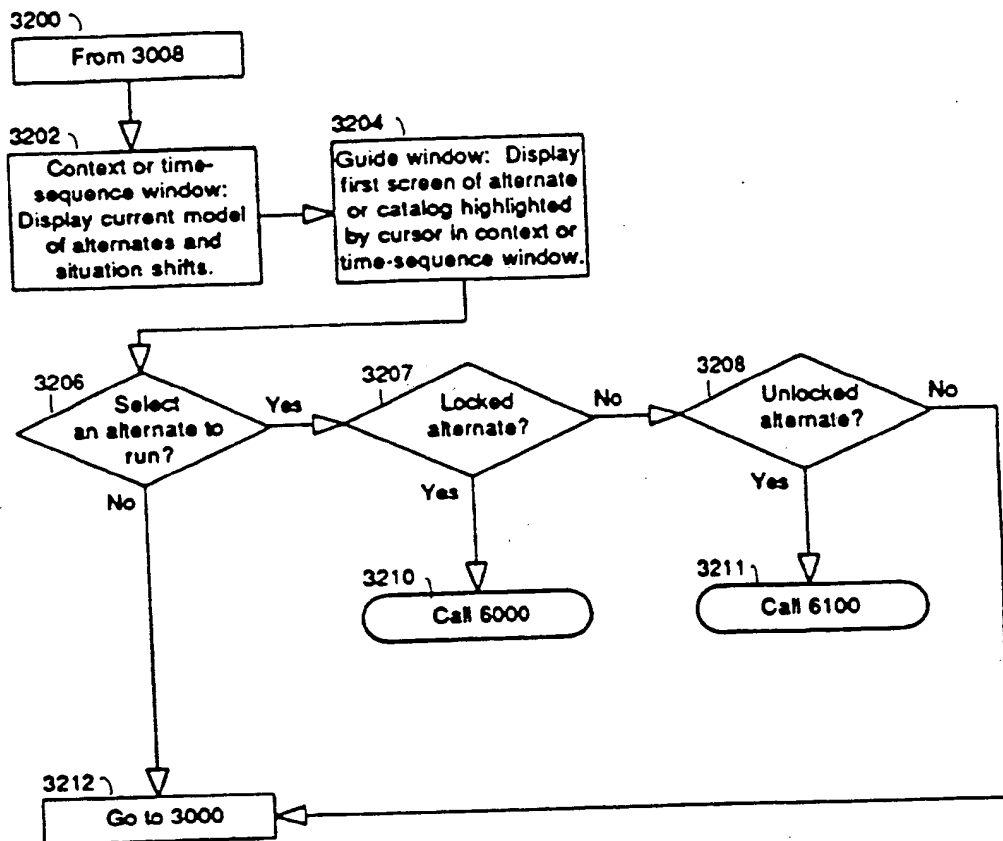 3200
From 3008
3202
Context or time-
sequence window:
Display current model
of alternates and
situation shifts.
3204
Guide window: Display
first screen of alternate
or catalog highlighted
by cursor in context or
time-sequence window.
3206
Select
an alternate to
run?
Yes
No
3207
Locked
alternate?
No
Yes
3208
Unlocked
alternate?
No
Yes
3210
Call 6000
3211
Call 6100
3212
Go to 3000